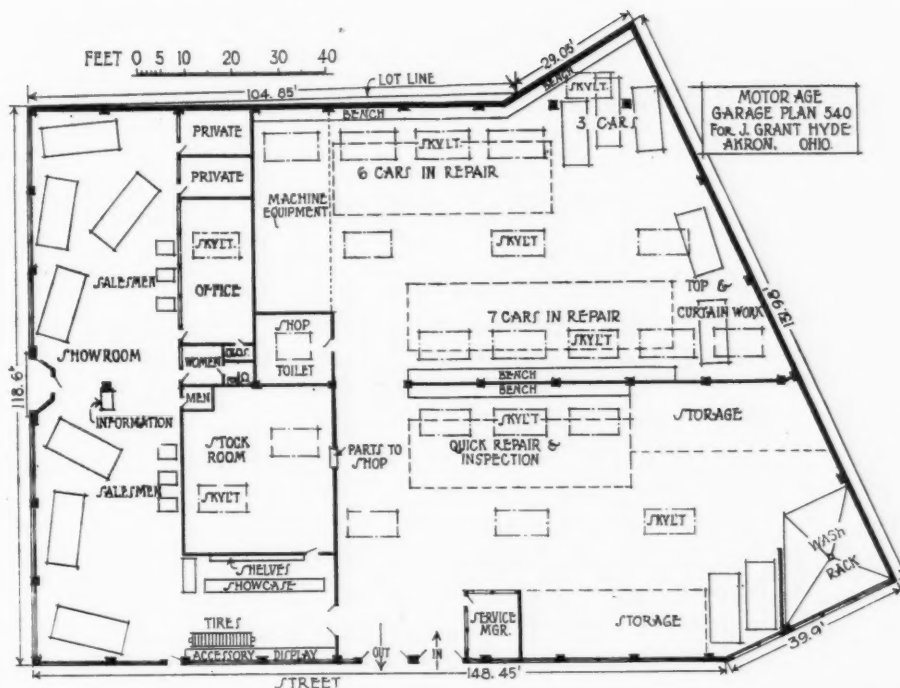 FEET 0 5 10 20 30 40
LOT LINE
104.85'
29.05'
BENCH
BENCH
MOTOR AGE
GARAGE PLAN 540
FOR J. GRANT HYDE
AKRON, OHIO.
PRIVATE
PRIVATE
SKYLT.
SKYLT.
3 CARS
6 CARS IN REPAIR
MACHINE
EQUIPMENT
SKYLT.
OFFICE
SALESMEN
SKYLT
TOP &
CURTAIN WORK
151.98'
7 CARS IN REPAIR
SKYLT
SHOP
TOILET
WOMEN
CLOS.
MEN
SHOWROOM
118.6'
INFORMATION
BENCH
BENCH
STORAGE
SKYLT
QUICK REPAIR &
INSPECTION
STOCK
ROOM
SKYLT
PARTS TO
SHOP
SALESMEN
SKYLT
WASH
RACK
SHELVES
SHOWCASE
TIRES
ACCESSORY DISPLAY
OUT
IN
SERVICE
MGR.
STORAGE
39.9'
148.45'
STREET